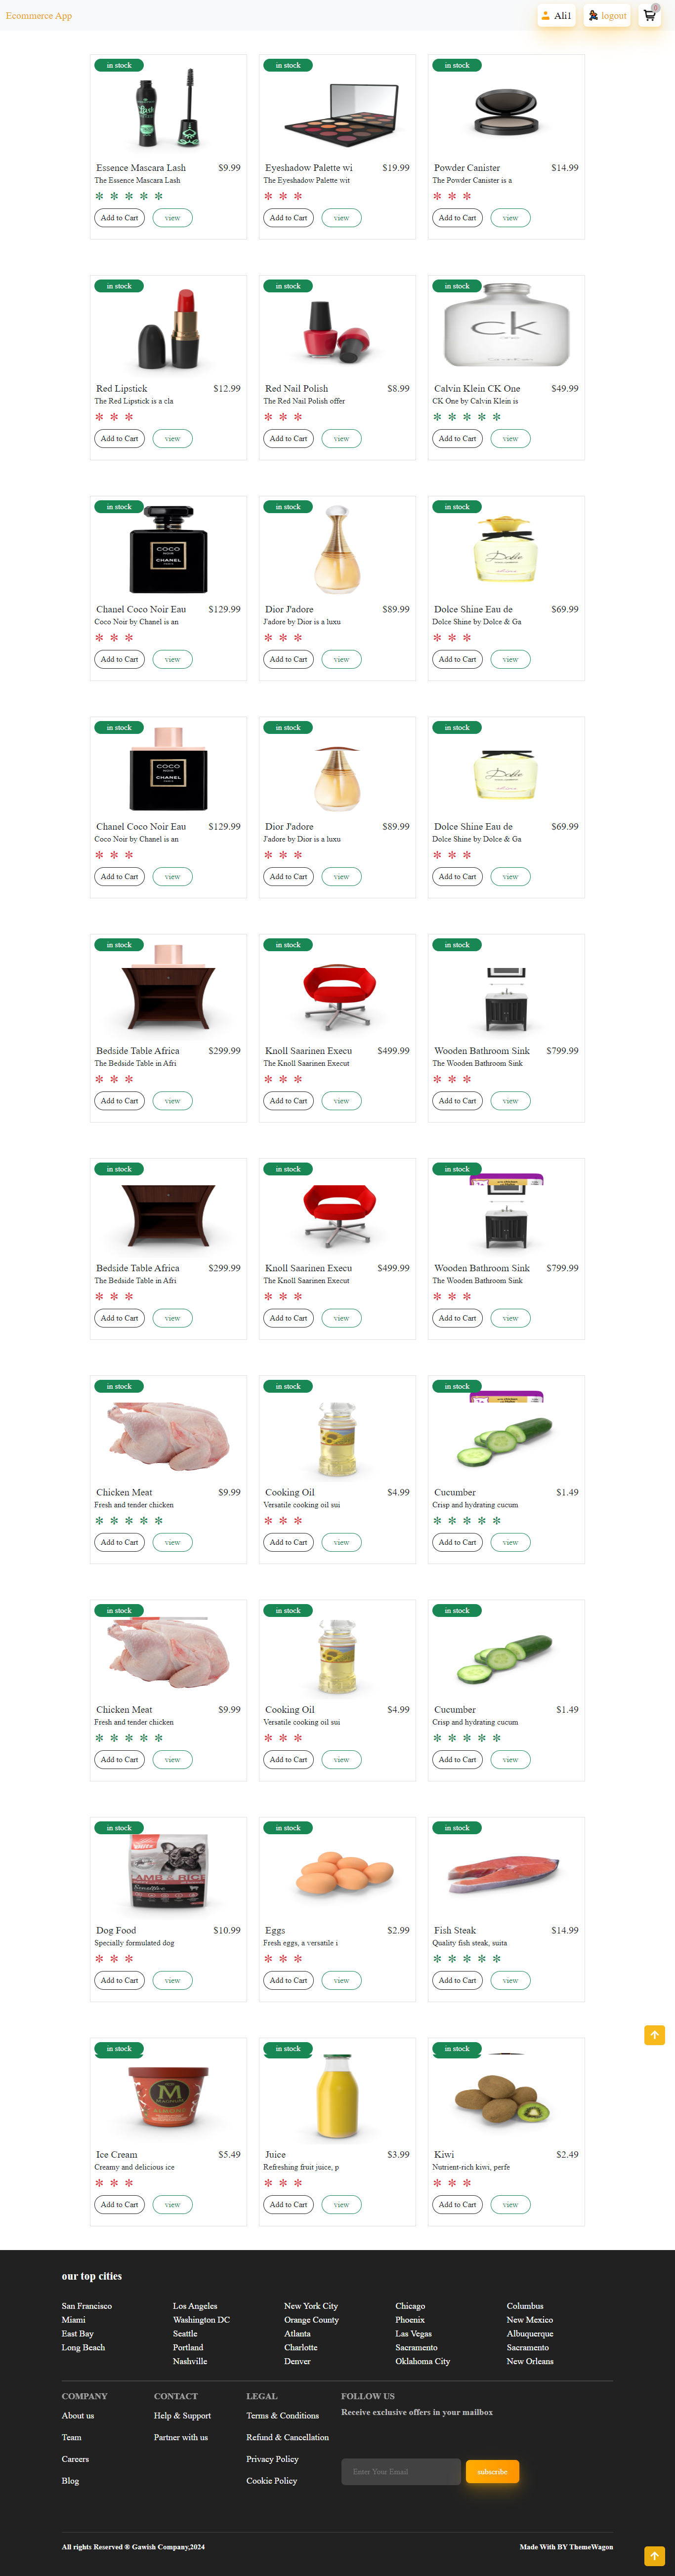 Ecommerce App
Ali1
logout
0
in stock
in stock
in stock
Essence Mascara Lash $9.99
The Essence Mascara Lash
Add to Cart view
Eyeshadow Palette wi $19.99
The Eyeshadow Palette wit
Add to Cart view
Powder Canister $14.99
The Powder Canister is a
Add to Cart view
in stock
in stock
in stock
ck
Red Lipstick $12.99
The Red Lipstick is a cla
Add to Cart view
Red Nail Polish $8.99
The Red Nail Polish offer
Add to Cart view
Calvin Klein CK One $49.99
CK One by Calvin Klein is
Add to Cart view
in stock
in stock
in stock
COCO
NOIR
CHANEL
PARIS
Dolce
Chanel Coco Noir Eau $129.99
Coco Noir by Chanel is an
Add to Cart view
Dior J'adore $89.99
J'adore by Dior is a luxu
Add to Cart view
Dolce Shine Eau de $69.99
Dolce Shine by Dolce & Ga
Add to Cart view
in stock
in stock
in stock
COCO
NOIR
CHANEL
PARIS
Dolce
Chanel Coco Noir Eau $129.99
Coco Noir by Chanel is an
Add to Cart view
Dior J'adore $89.99
J'adore by Dior is a luxu
Add to Cart view
Dolce Shine Eau de $69.99
Dolce Shine by Dolce & Ga
Add to Cart view
in stock
in stock
in stock
Bedside Table Africa $299.99
The Bedside Table in Afri
Add to Cart view
Knoll Saarinen Execu $499.99
The Knoll Saarinen Execut
Add to Cart view
Wooden Bathroom Sink $799.99
The Wooden Bathroom Sink
Add to Cart view
in stock
in stock
in stock
Bedside Table Africa $299.99
The Bedside Table in Afri
Add to Cart view
Knoll Saarinen Execu $499.99
The Knoll Saarinen Execut
Add to Cart view
Wooden Bathroom Sink $799.99
The Wooden Bathroom Sink
Add to Cart view
in stock
in stock
in stock
Chicken Meat $9.99
Fresh and tender chicken
Add to Cart view
Cooking Oil $4.99
Versatile cooking oil sui
Add to Cart view
Cucumber $1.49
Crisp and hydrating cucum
Add to Cart view
in stock
in stock
in stock
Chicken Meat $9.99
Fresh and tender chicken
Add to Cart view
Cooking Oil $4.99
Versatile cooking oil sui
Add to Cart view
Cucumber $1.49
Crisp and hydrating cucum
Add to Cart view
in stock
in stock
in stock
LAMB & RICE
Dog Food $10.99
Specially formulated dog
Add to Cart view
Eggs $2.99
Fresh eggs, a versatile i
Add to Cart view
Fish Steak $14.99
Quality fish steak, suita
Add to Cart view
in stock
in stock
in stock
M
Ice Cream $5.49
Creamy and delicious ice
Add to Cart view
Juice $3.99
Refreshing fruit juice, p
Add to Cart view
Kiwi $2.49
Nutrient-rich kiwi, perfe
Add to Cart view
our top cities
San Francisco
Miami
East Bay
Long Beach
Los Angeles
Washington DC
Seattle
Portland
Nashville
New York City
Orange County
Atlanta
Charlotte
Denver
Chicago
Phoenix
Las Vegas
Sacramento
Oklahoma City
Columbus
New Mexico
Albuquerque
Sacramento
New Orleans
COMPANY
About us
Team
Careers
Blog
CONTACT
Help & Support
Partner with us
LEGAL
Terms & Conditions
Refund & Cancellation
Privacy Policy
Cookie Policy
FOLLOW US
Receive exclusive offers in your mailbox
Enter Your Email
subscribe
All rights Reserved ® Gawish Company,2024
Made With BY ThemeWagon